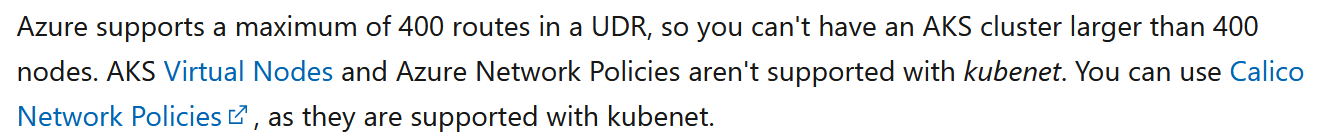 Azure supports a maximum of 400 routes in a UDR, so you can't have an AKS cluster larger than 400
nodes. AKS Virtual Nodes and Azure Network Policies aren't supported with kubenet. You can use Calico
Network Policies , as they are supported with kubenet.